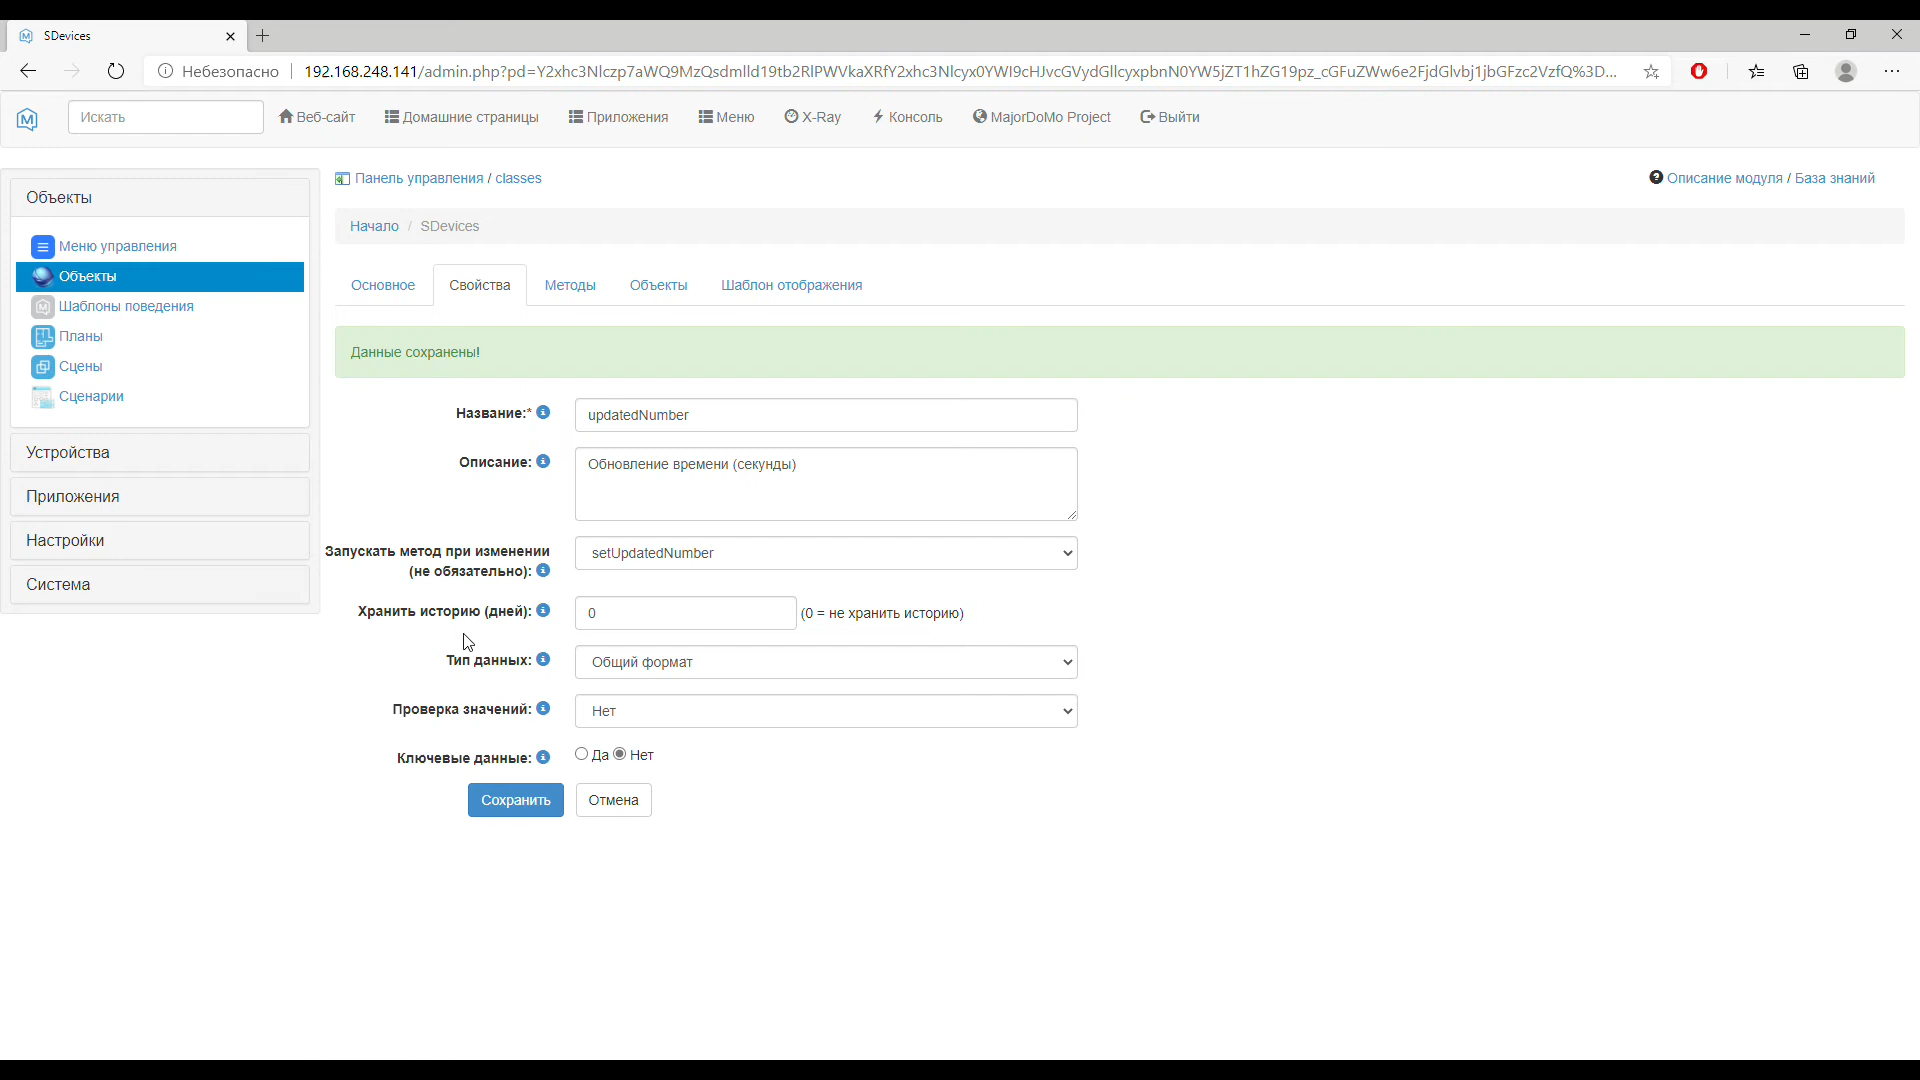 SDevices
Небезопасно
192.168.248.141/admin.php?pd=
Искать
Веб-сайт
Домашние страницы
Приложения
Меню
X-Ray
Консоль
MajorDoMo Project
Выйти
Объекты
Меню управления
Объекты
Шаблоны поведения
Планы
Сцены
Сценарии
Устройства
Приложения
Настройки
Система
Панель управления / classes
Описание модуля / База знаний
Начало / SDevices
Основное
Свойства
Методы
Объекты
Шаблон отображения
Данные сохранены!
Название:*
updatedNumber
Описание:
Обновление времени (секунды)
Запускать метод при изменении
(не обязательно):
setUpdatedNumber
Хранить историю (дней):
0
(0 = не хранить историю)
Тип данных:
Общий формат
Проверка значений:
Нет
Ключевые данные:
Да
Нет
Сохранить
Отмена